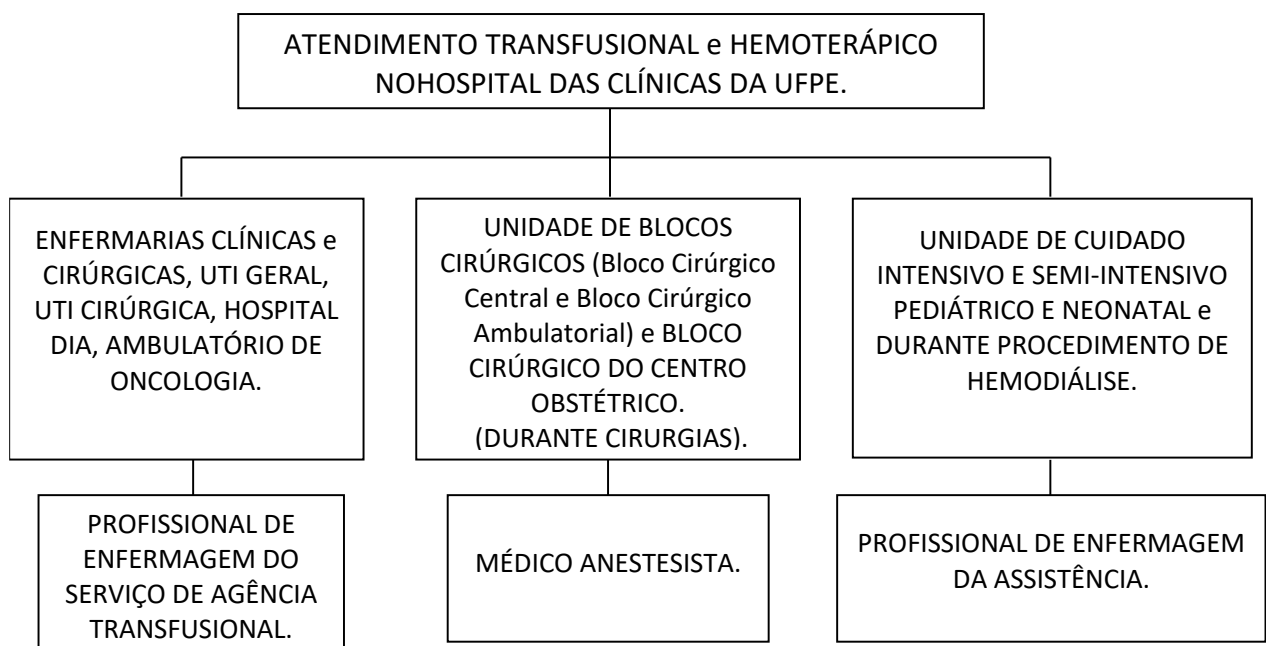 ATENDIMENTO TRANSFUSIONAL e HEMOTERÁPICO
NOHOSPITAL DAS CLÍNICAS DA UFPE.
ENFERMARIAS CLÍNICAS e
CIRÚRGICAS, UTI GERAL,
UTI CIRÚRGICA, HOSPITAL
DIA, AMBULATÓRIO DE
ONCOLOGIA.
UNIDADE DE BLOCOS
CIRÚRGICOS (Bloco Cirúrgico
Central e Bloco Cirúrgico
Ambulatorial) e BLOCO
CIRÚRGICO DO CENTRO
OBSTÉTRICO.
(DURANTE CIRURGIAS).
UNIDADE DE CUIDADO
INTENSIVO E SEMI-INTENSIVO
PEDIÁTRICO E NEONATAL e
DURANTE PROCEDIMENTO DE
HEMODIÁLISE.
PROFISSIONAL DE
ENFERMAGEM DO
SERVIÇO DE AGÊNCIA
TRANSFUSIONAL.
MÉDICO ANESTESISTA.
PROFISSIONAL DE ENFERMAGEM
DA ASSISTÊNCIA.